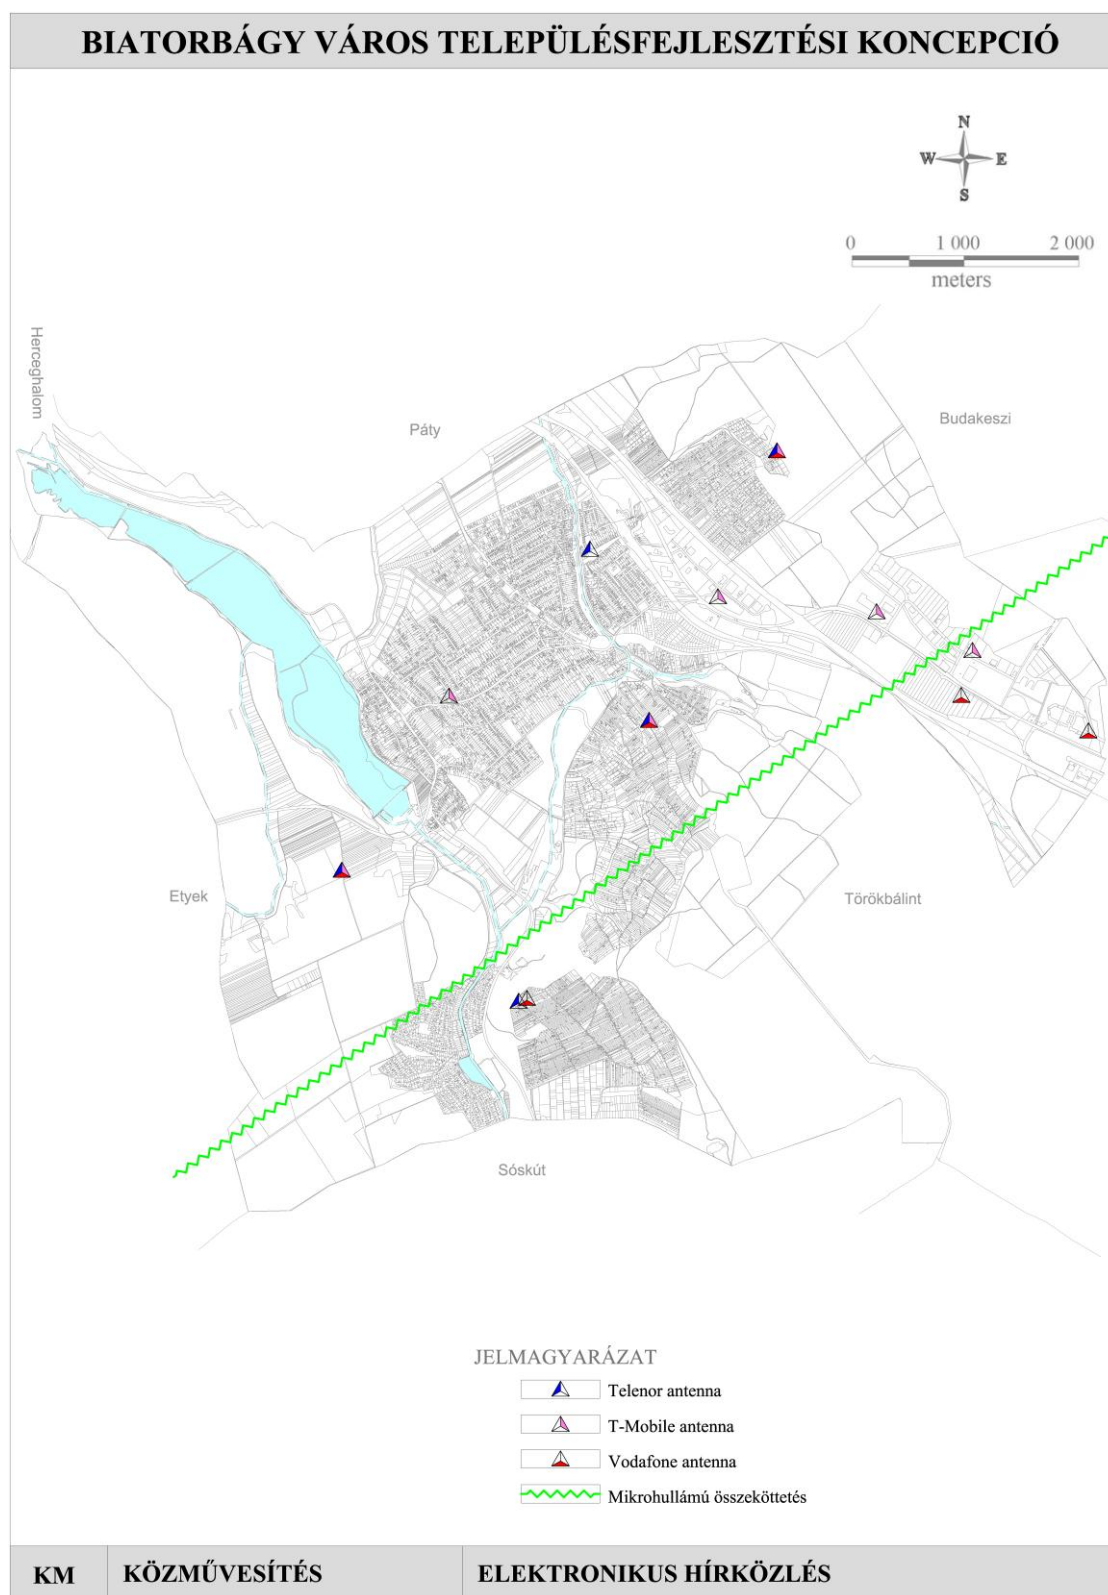 BIATORBÁGY VÁROS TELEPÜLÉSFEJLESZTÉSI KONCEPCIÓ
N
W E
S
0 1 000 2 000
meters
Herceghalom
Páty
Budakeszi
Etyek
Törökbálint
Sóskút
JELMAGYARÁZAT
Telenor antenna
T-Mobile antenna
Vodafone antenna
Mikrohullámú összeköttetés
KM KÖZMŰVESÍTÉS ELEKTRONIKUS HÍRKÖZLÉS